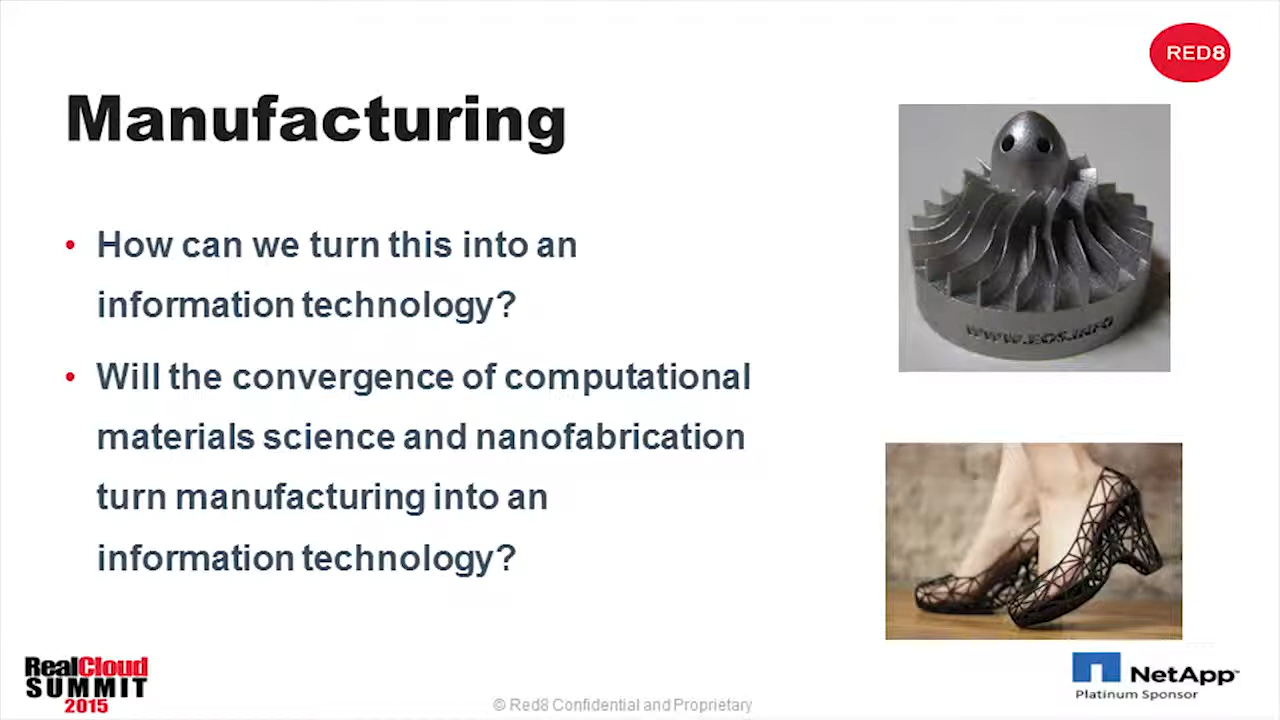 RED8
Manufacturing
• How can we turn this into an
information technology?
• Will the convergence of computational
materials science and nanofabrication
turn manufacturing into an
information technology?
WWW.EOS.INFO
RealCloud
SUMMIT
2015
© Red8 Confidential and Proprietary
NetApp™
Platinum Sponsor